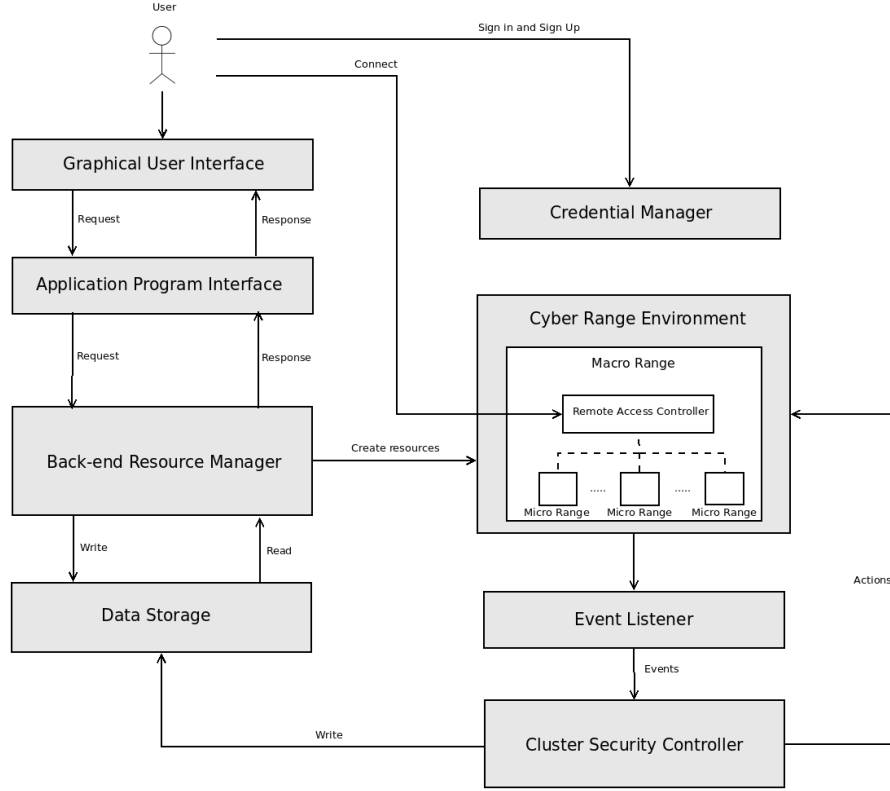 User
Sign in and Sign Up
Connect
Graphical User Interface
Request
Response
Credential Manager
Application Program Interface
Cyber Range Environment
Request
Response
Macro Range
Remote Access Controller
Back-end Resource Manager
Create resources
.....
.....
Micro Range
Micro Range
Micro Range
Write
Read
Actions
Data Storage
Event Listener
Events
Write
Cluster Security Controller